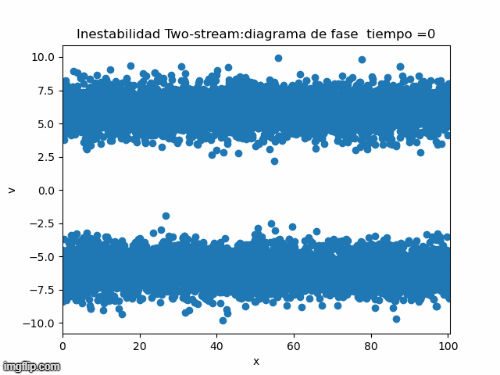 Inestabilidad Two-stream:diagrama de fase  tiempo =0
10.0
7.5
5.0
2.5
0.0
−2.5
−5.0
−7.5
−10.0
v
0 20 40 60 80 100
x
imgflip.com